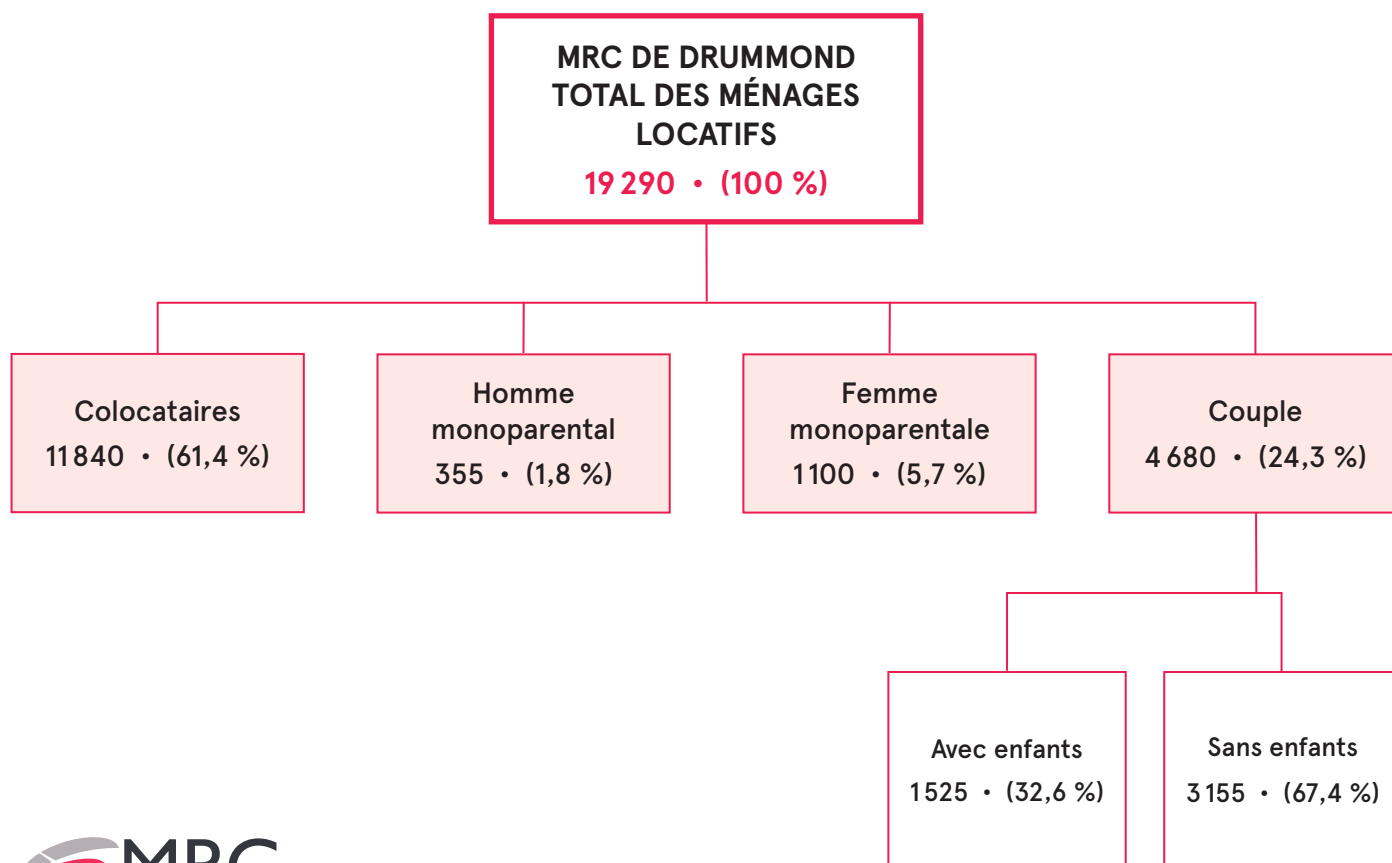 MRC DE DRUMMOND
TOTAL DES MÉNAGES
LOCATIFS
19 290 • (100 %)
Colocataires
11 840 • (61,4 %)
Homme
monoparental
355 • (1,8 %)
Femme
monoparentale
1 100 • (5,7 %)
Couple
4 680 • (24,3 %)
Avec enfants
1 525 • (32,6 %)
Sans enfants
3 155 • (67,4 %)
MRC